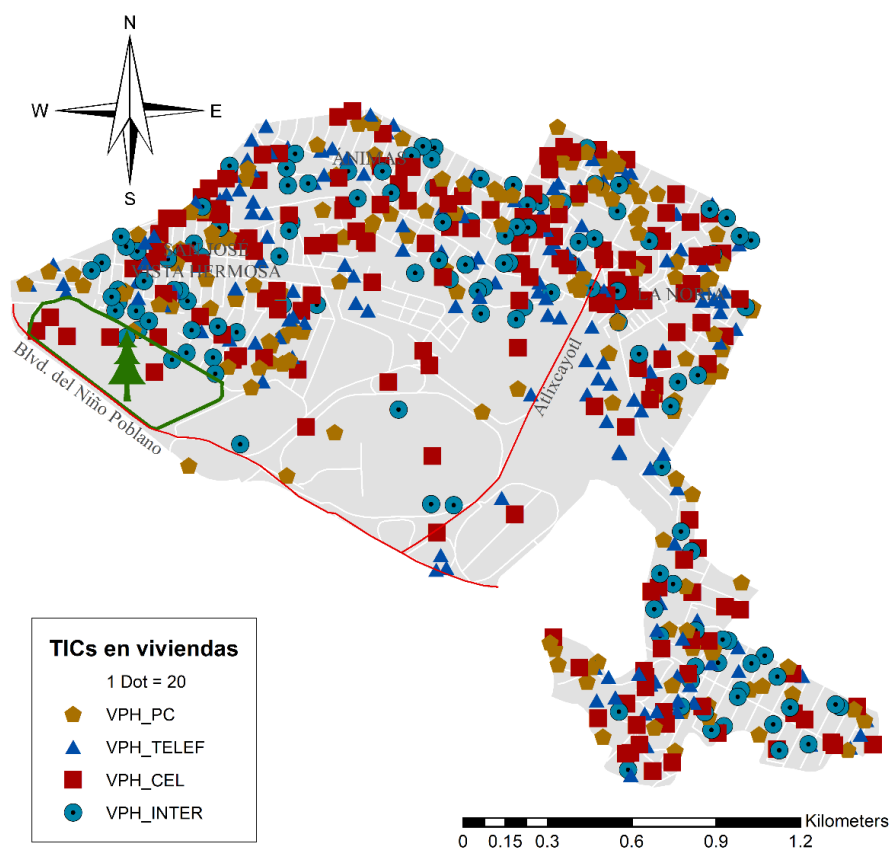 N
W
E
S
ÁNIMAS
SAN JOSE
VISTA HERMOSA
LA NORIA
Blvd. del Niño Poblano
Atlixcayotl
TICs en viviendas
1 Dot = 20
VPH_PC
VPH_TELEF
VPH_CEL
VPH_INTER
Kilometers
0 0.15 0.3 0.6 0.9 1.2